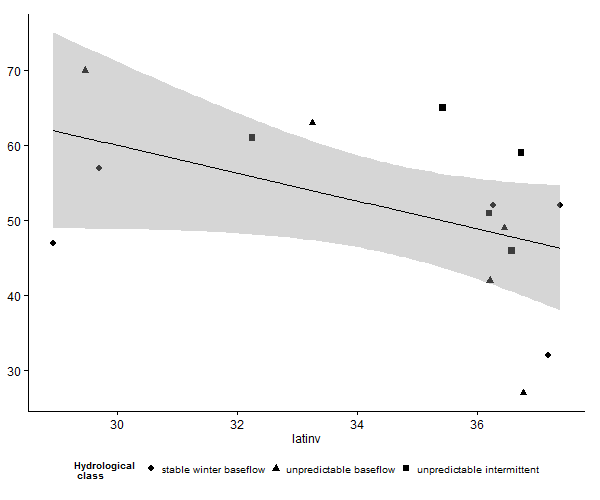 70
60
50
40
30
30 32 34 36
latinv
Hydrological
class
stable winter baseflow unpredictable baseflow unpredictable intermittent